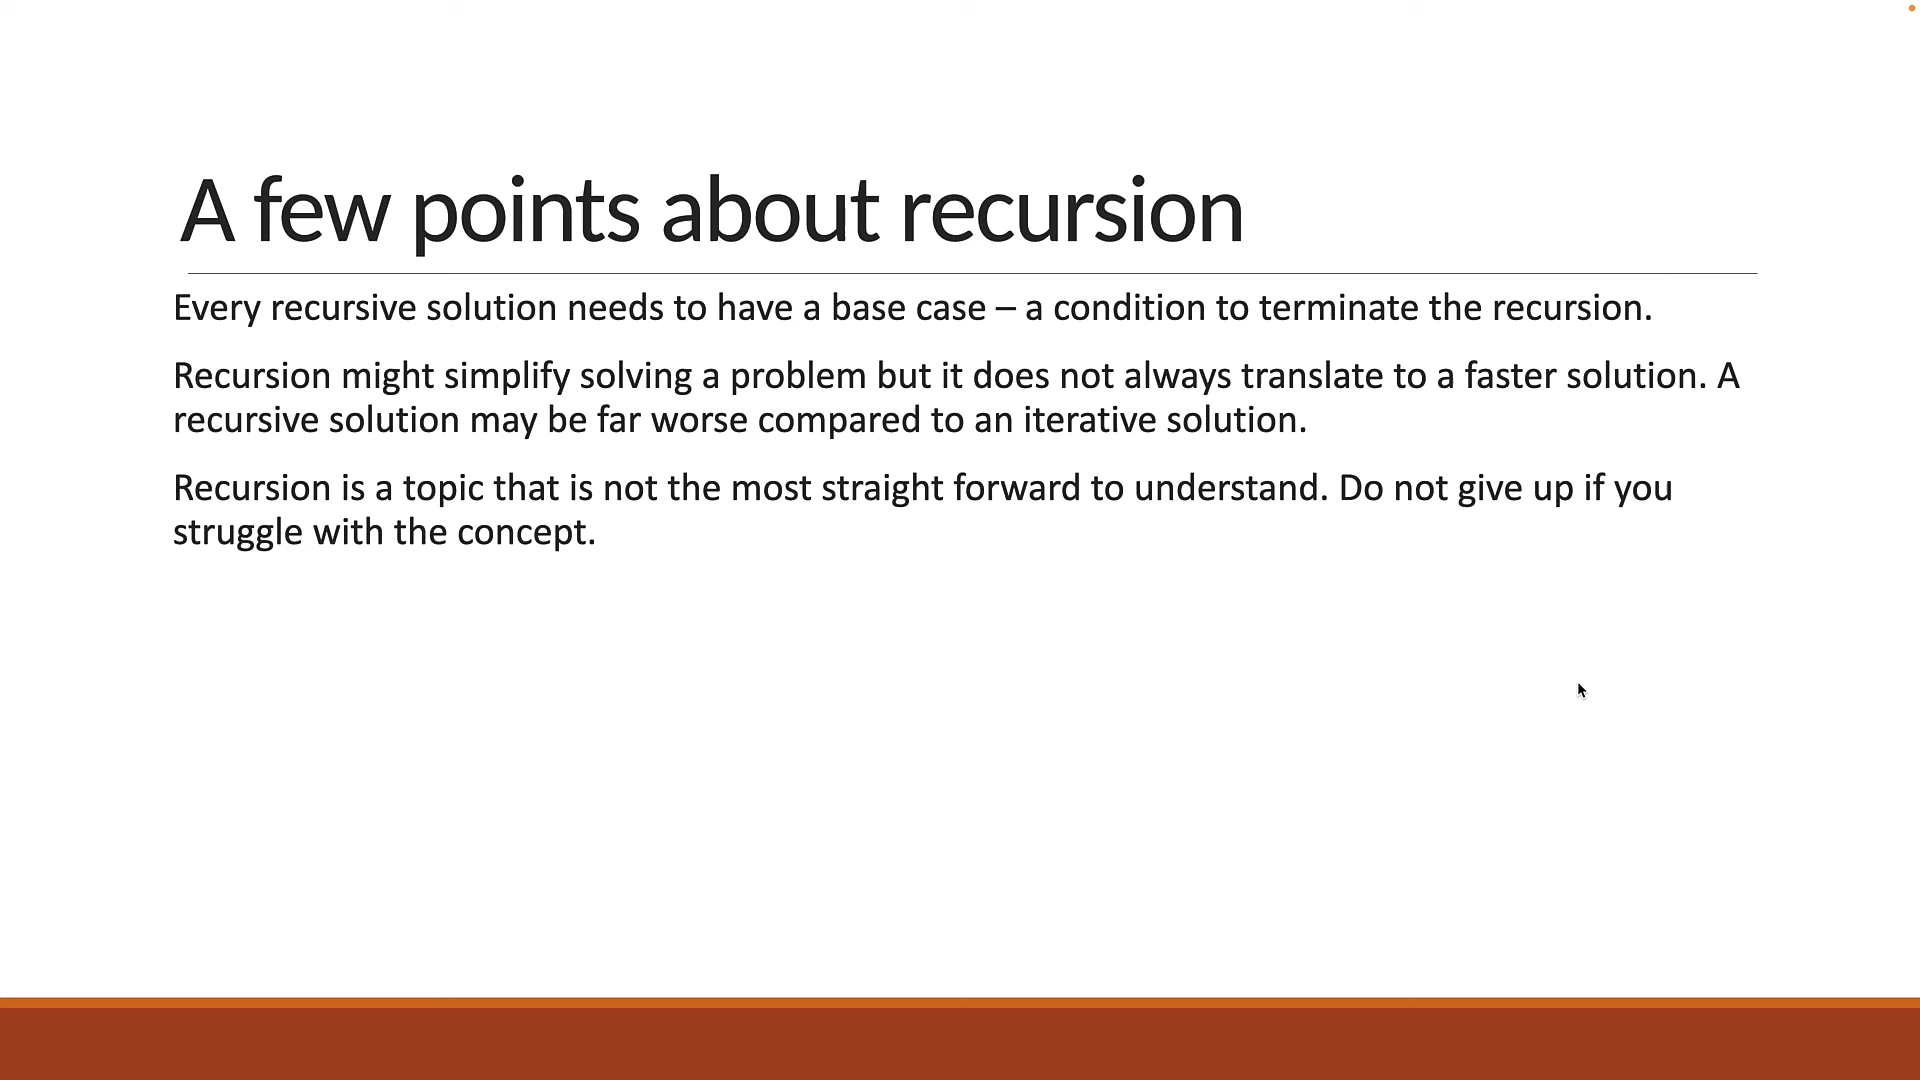 A few points about recursion
Every recursive solution needs to have a base case – a condition to terminate the recursion.
Recursion might simplify solving a problem but it does not always translate to a faster solution. A
recursive solution may be far worse compared to an iterative solution.
Recursion is a topic that is not the most straight forward to understand. Do not give up if you
struggle with the concept.